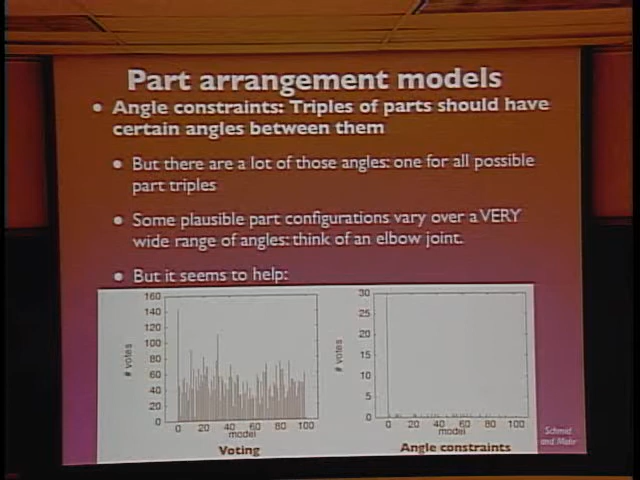 Part arrangement models
• Angle constraints: Triples of parts should have
certain angles between them
• But there are a lot of those angles: one for all possible
part triples
• Some plausible part configurations vary over a VERY
wide range of angles: think of an elbow joint.
• But it seems to help:
160
140
120
100
80
60
40
20
0
# votes
0 20 40 60 80 100
model
Voting
30
25
20
15
10
5
0
# votes
0 20 40 60 80 100
model
Angle constraints
Schmid
and Mohr